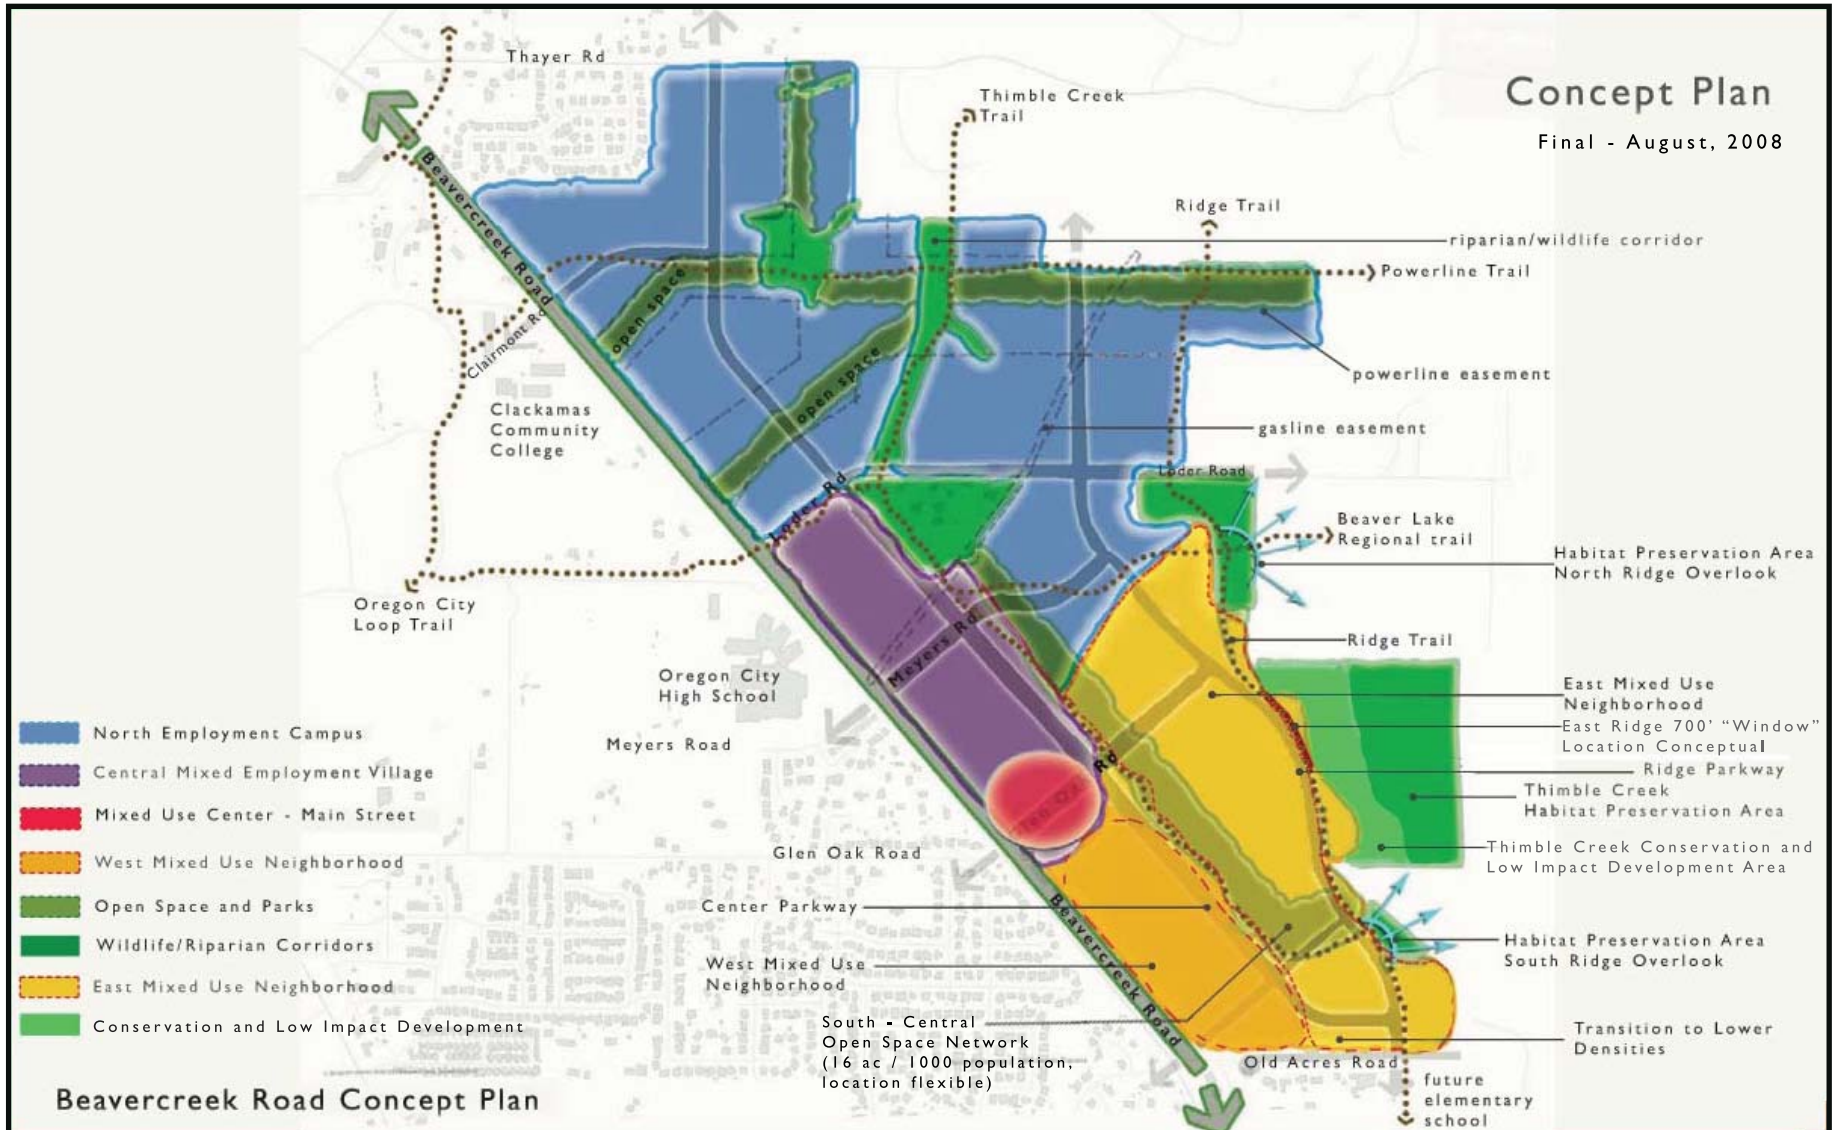 Concept Plan
Final - August, 2008
Thayer Rd
Thimble Creek
Trail
Ridge Trail
riparian/wildlife corridor
Powerline Trail
Beavercreek Road
open space
Clairmont Rd
open space
powerline easement
Clackamas
Community
College
gasline easement
Loder Road
Loder Rd
Beaver Lake
Regional trail
Habitat Preservation Area
North Ridge Overlook
Oregon City
Loop Trail
Ridge Trail
Meyers Rd
Oregon City
High School
East Mixed Use
Neighborhood
East Ridge 700' “Window”
Location Conceptual
Meyers Road
Ridge Parkway
Thimble Creek
Habitat Preservation Area
Rd
Glen Oak Road
Thimble Creek Conservation and
Low Impact Development Area
Center Parkway
Beavercreek Road
Habitat Preservation Area
South Ridge Overlook
West Mixed Use
Neighborhood
South - Central
Open Space Network
(16 ac / 1000 population,
location flexible)
Transition to Lower
Densities
Old Acres Road
future
elementary
school
North Employment Campus
Central Mixed Employment Village
Mixed Use Center - Main Street
West Mixed Use Neighborhood
Open Space and Parks
Wildlife/Riparian Corridors
East Mixed Use Neighborhood
Conservation and Low Impact Development
Beavercreek Road Concept Plan